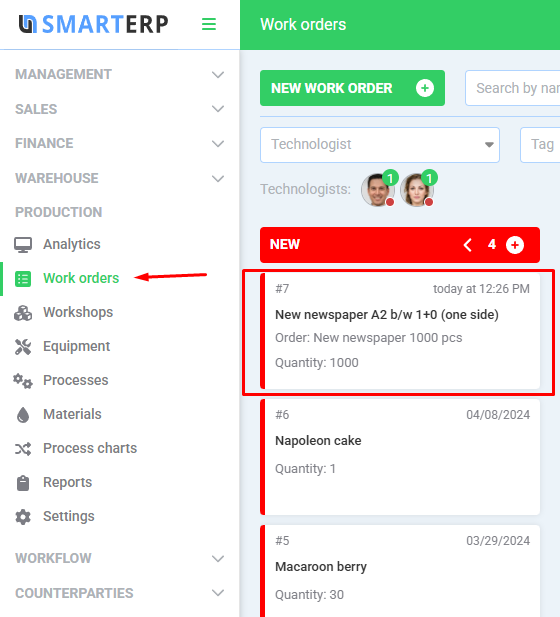 SMARTERP
MANAGEMENT
SALES
FINANCE
WAREHOUSE
PRODUCTION
Analytics
Work orders
Workshops
Equipment
Processes
Materials
Process charts
Reports
Settings
WORKFLOW
COUNTERPARTIES
Work orders
NEW WORK ORDER
Search by nam
Technologist
Tag
Technologists: 1 1
NEW 4
#7 today at 12:26 PM
New newspaper A2 b/w 1+0 (one side)
Order: New newspaper 1000 pcs
Quantity: 1000
#6 04/08/2024
Napoleon cake
Quantity: 1
#5 03/29/2024
Macaroon berry
Quantity: 30